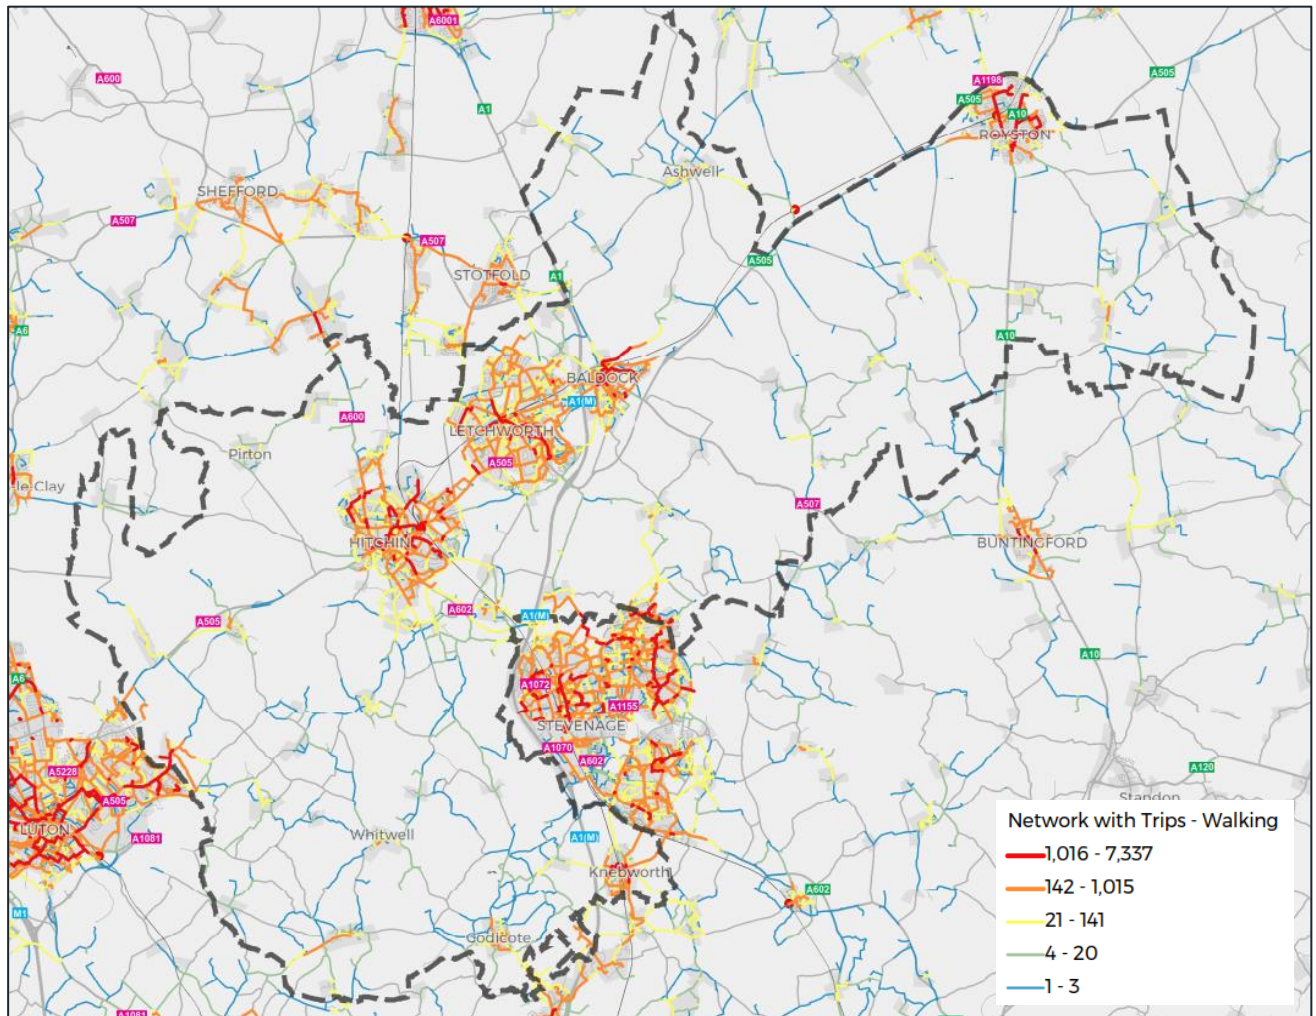 A6001
A600
A1
A1198
A505
A505
A10
ROYSTON
Ashwell
SHEFFORD
A507
A507
STOTFOLD
A1
A505
A6
A10
BALDOCK
A1(M)
A600
LETCHWORTH
A505
Pirton
-le-Clay
A507
HITCHIN
BUNTINGFORD
A602
A1(M)
A505
A10
A6
A1072
A1155
STEVENAGE
A1070
A602
A5228
A505
LUTON
A1081
A120
Standon
Whitwell
A1(M)
Knebworth
A602
M1
Codicote
A1081
Network with Trips - Walking
1,016 - 7,337
142 - 1,015
21 - 141
4 - 20
1 - 3